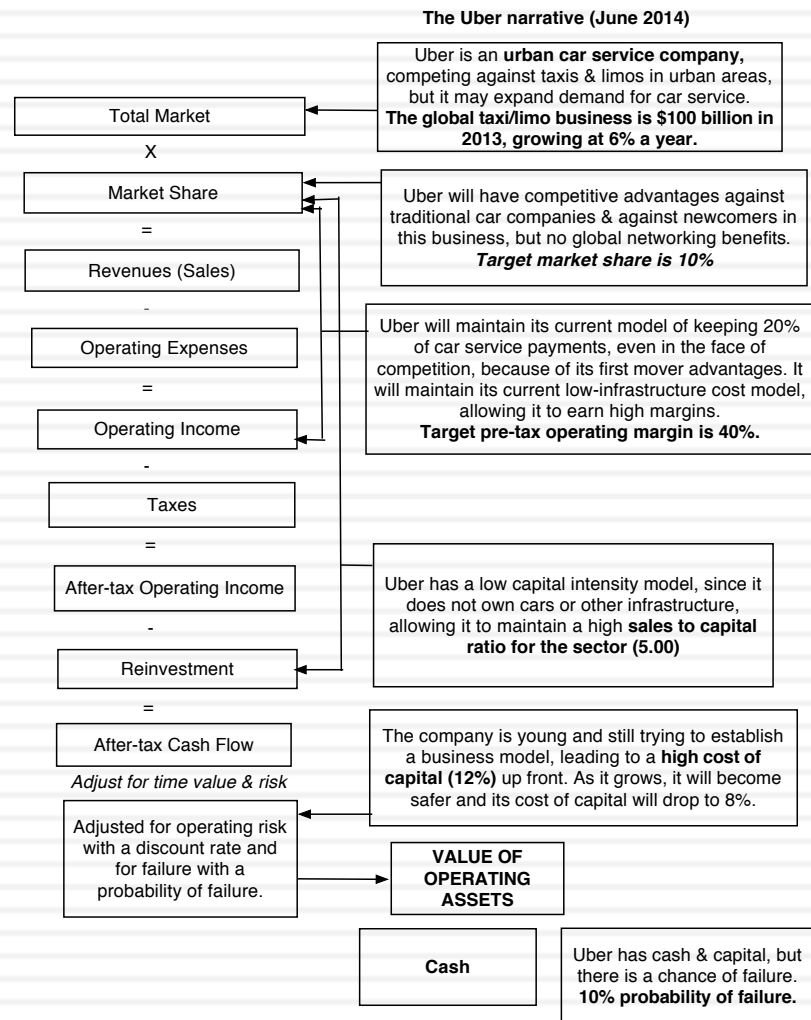 The Uber narrative (June 2014)
Uber is an urban car service company,
competing against taxis & limos in urban areas,
but it may expand demand for car service.
The global taxi/limo business is $100 billion in
2013, growing at 6% a year.
Total Market
X
Market Share
Uber will have competitive advantages against
traditional car companies & against newcomers in
this business, but no global networking benefits.
Target market share is 10%
=
Revenues (Sales)
-
Operating Expenses
Uber will maintain its current model of keeping 20%
of car service payments, even in the face of
competition, because of its first mover advantages. It
will maintain its current low-infrastructure cost model,
allowing it to earn high margins.
Target pre-tax operating margin is 40%.
=
Operating Income
-
Taxes
=
After-tax Operating Income
Uber has a low capital intensity model, since it
does not own cars or other infrastructure,
allowing it to maintain a high sales to capital
ratio for the sector (5.00)
-
Reinvestment
=
After-tax Cash Flow
The company is young and still trying to establish
a business model, leading to a high cost of
capital (12%) up front. As it grows, it will become
safer and its cost of capital will drop to 8%.
Adjust for time value & risk
Adjusted for operating risk
with a discount rate and
for failure with a
probability of failure.
VALUE OF
OPERATING
ASSETS
Cash
Uber has cash & capital, but
there is a chance of failure.
10% probability of failure.